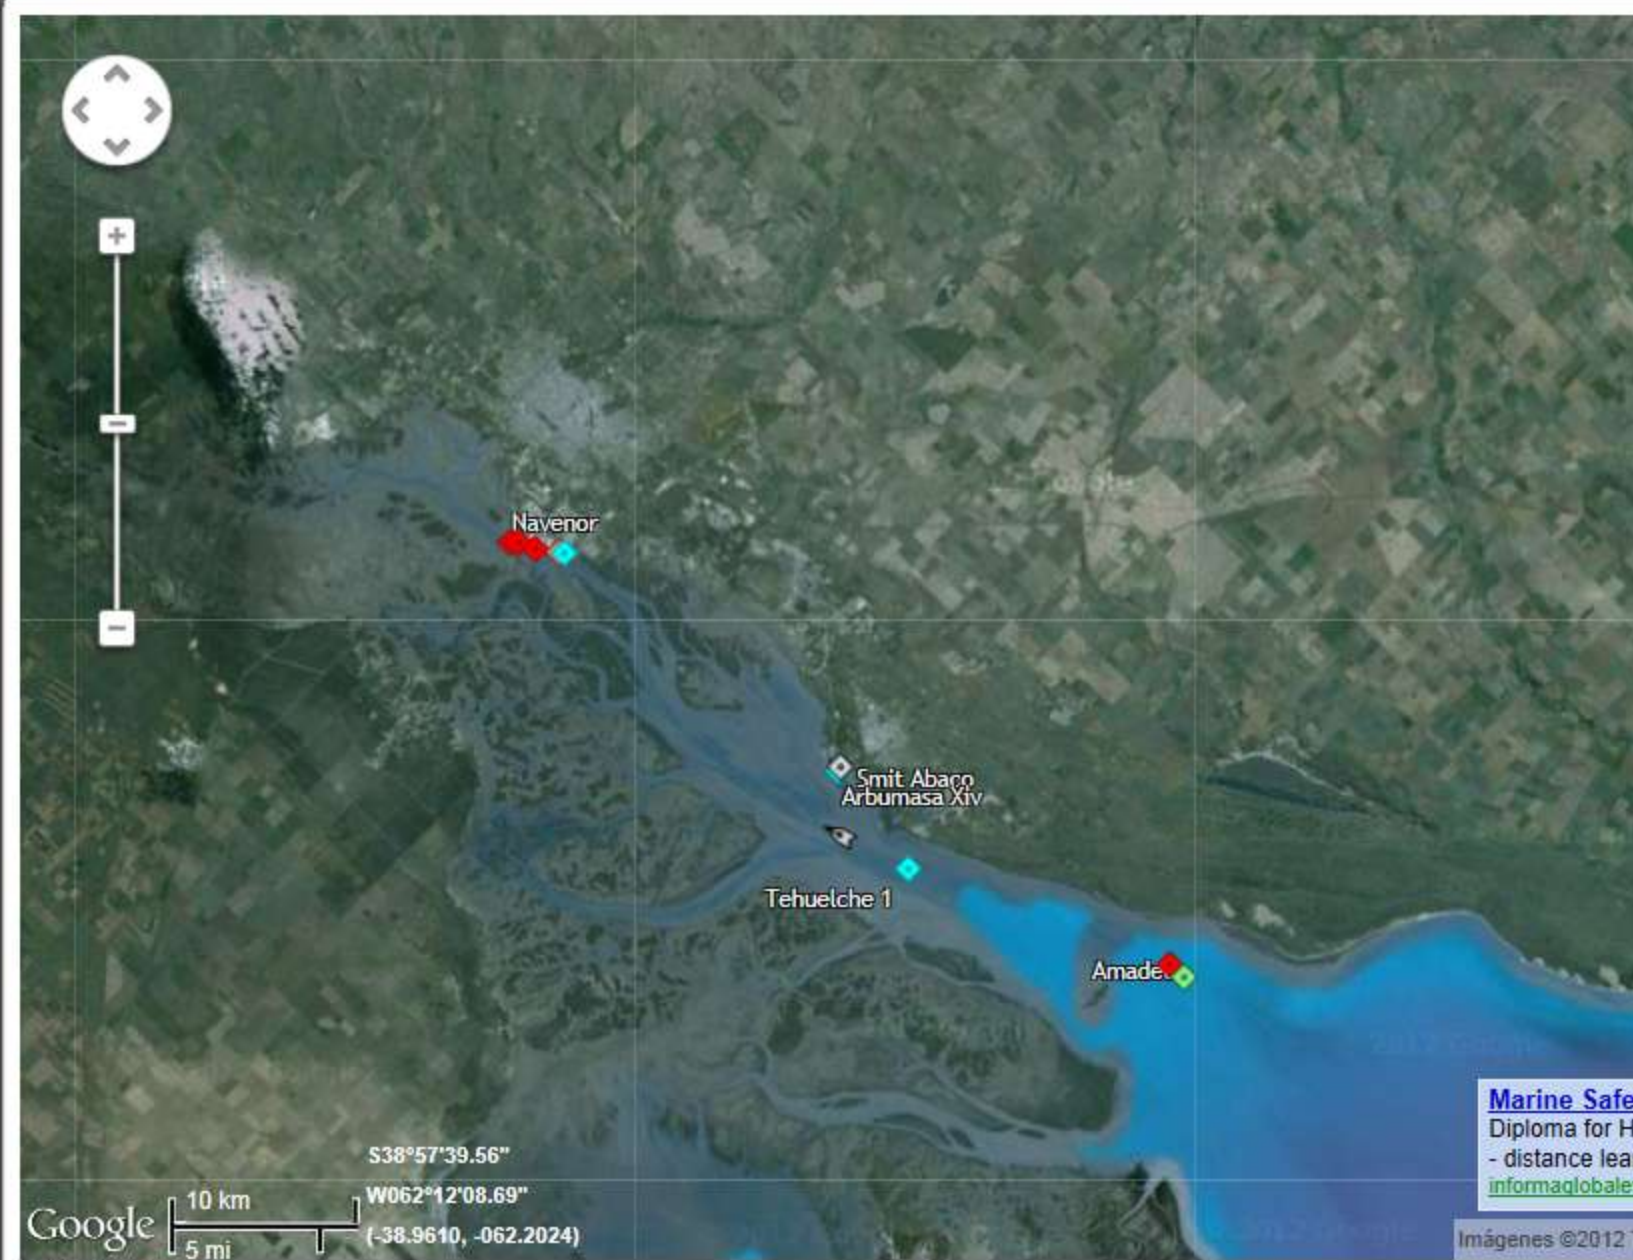 Navenor
Smit Abaco
Arbumasa Xiv
Tehuelche 1
Marine Safe
Diploma for H
- distance lea
informaglobale
S38°57'39.56"
W062°12'08.69"
(-38.9610, -062.2024)
Google
10 km
5 mi
Imágenes ©2012